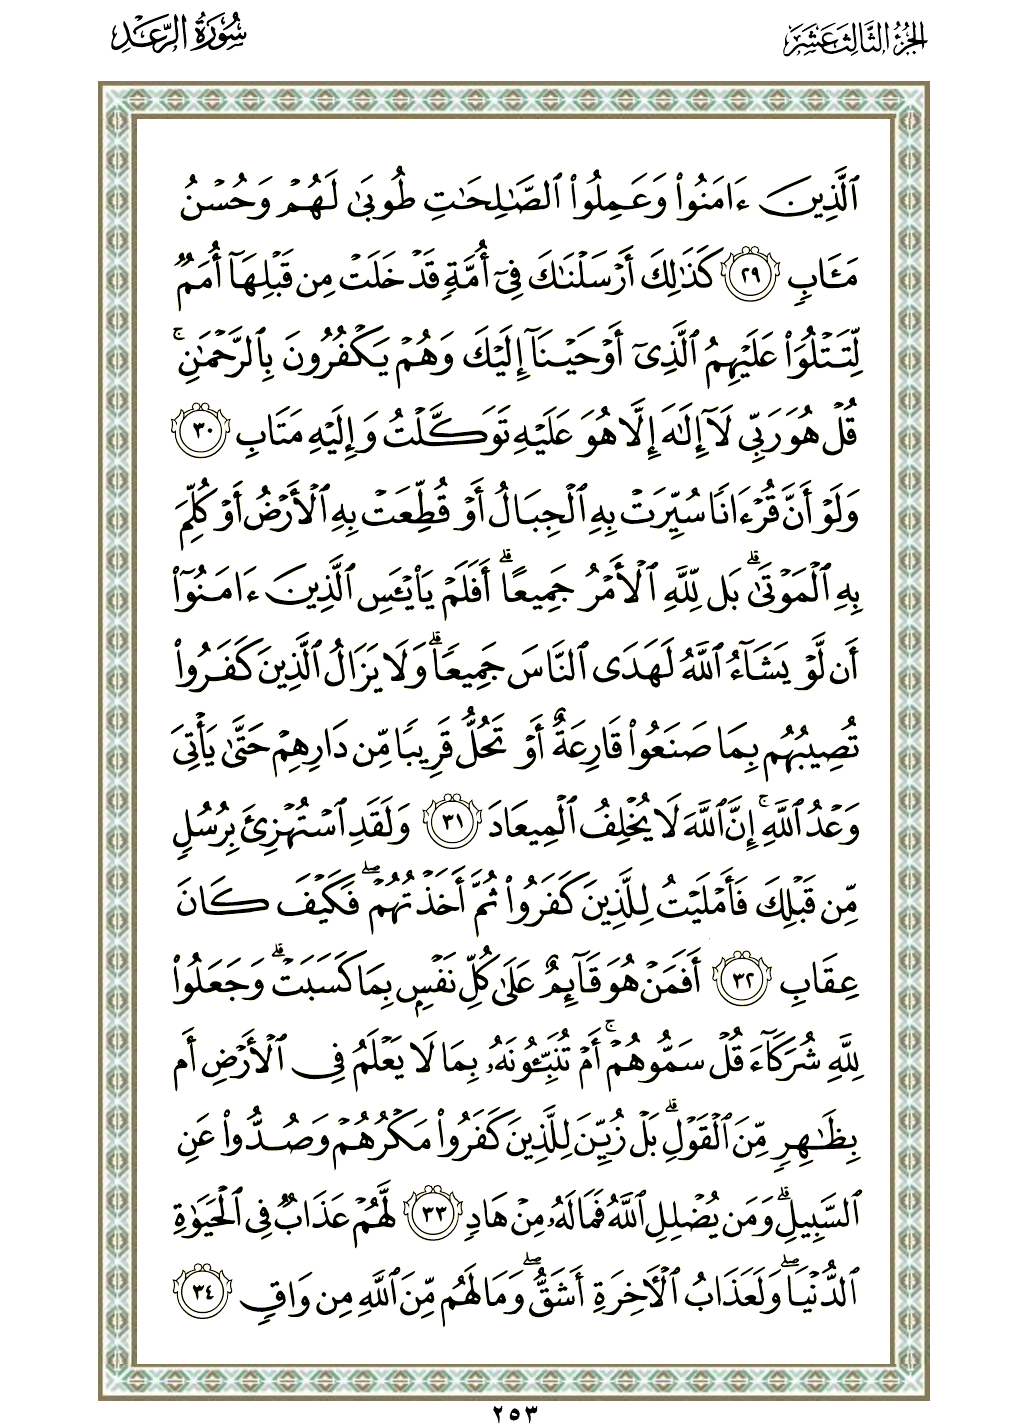 الجزء الثالث عشر
سورة الرعد
ٱلَّذِينَ ءَامَنُواْ وَعَمِلُواْ ٱلصَّٰلِحَٰتِ طُوبَىٰ لَهُمۡ وَحُسۡنُ
مَـَٔابٖ ٢٩ كَذَٰلِكَ أَرۡسَلۡنَٰكَ فِيٓ أُمَّةٖ قَدۡ خَلَتۡ مِن قَبۡلِهَآ أُمَمٞ
لِّتَتۡلُوَاْ عَلَيۡهِمُ ٱلَّذِيٓ أَوۡحَيۡنَآ إِلَيۡكَ وَهُمۡ يَكۡفُرُونَ بِٱلرَّحۡمَٰنِۚ
قُلۡ هُوَ رَبِّي لَآ إِلَٰهَ إِلَّا هُوَ عَلَيۡهِ تَوَكَّلۡتُ وَإِلَيۡهِ مَتَابِ ٣٠
وَلَوۡ أَنَّ قُرۡءَانٗا سُيِّرَتۡ بِهِ ٱلۡجِبَالُ أَوۡ قُطِّعَتۡ بِهِ ٱلۡأَرۡضُ أَوۡ كُلِّمَ
بِهِ ٱلۡمَوۡتَىٰۗ بَل لِّلَّهِ ٱلۡأَمۡرُ جَمِيعًاۗ أَفَلَمۡ يَاْيۡـَٔسِ ٱلَّذِينَ ءَامَنُوٓاْ
أَن لَّوۡ يَشَآءُ ٱللَّهُ لَهَدَى ٱلنَّاسَ جَمِيعٗاۗ وَلَا يَزَالُ ٱلَّذِينَ كَفَرُواْ
تُصِيبُهُم بِمَا صَنَعُواْ قَارِعَةٌ أَوۡ تَحُلُّ قَرِيبٗا مِّن دَارِهِمۡ حَتَّىٰ يَأۡتِيَ
وَعۡدُ ٱللَّهِۚ إِنَّ ٱللَّهَ لَا يُخۡلِفُ ٱلۡمِيعَادَ ٣١ وَلَقَدِ ٱسۡتُهۡزِئَ بِرُسُلٖ
مِّن قَبۡلِكَ فَأَمۡلَيۡتُ لِلَّذِينَ كَفَرُواْ ثُمَّ أَخَذۡتُهُمۡۖ فَكَيۡفَ كَانَ
عِقَابِ ٣٢ أَفَمَنۡ هُوَ قَآئِمٌ عَلَىٰ كُلِّ نَفۡسِۭ بِمَا كَسَبَتۡۗ وَجَعَلُواْ
لِلَّهِ شُرَكَآءَ قُلۡ سَمُّوهُمۡۚ أَمۡ تُنَبِّـُٔونَهُۥ بِمَا لَا يَعۡلَمُ فِي ٱلۡأَرۡضِ أَم
بِظَٰهِرٖ مِّنَ ٱلۡقَوۡلِۗ بَلۡ زُيِّنَ لِلَّذِينَ كَفَرُواْ مَكۡرُهُمۡ وَصُدُّواْ عَنِ
ٱلسَّبِيلِۗ وَمَن يُضۡلِلِ ٱللَّهُ فَمَا لَهُۥ مِنۡ هَادٖ ٣٣ لَّهُمۡ عَذَابٞ فِي ٱلۡحَيَوٰةِ
ٱلدُّنۡيَاۖ وَلَعَذَابُ ٱلۡأٓخِرَةِ أَشَقُّۖ وَمَا لَهُم مِّنَ ٱللَّهِ مِن وَاقٖ ٣٤
٢٥٣